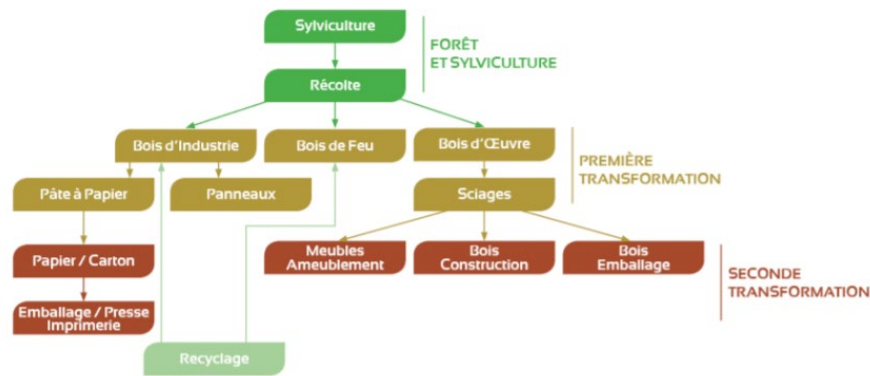 Sylviculture
FORÊT
ET SYLVICULTURE
Récolte
Bois d'Industrie
Bois de Feu
Bois d'Œuvre
PREMIÈRE
TRANSFORMATION
Pâte à Papier
Panneaux
Sciages
Papier / Carton
Meubles
Ameublement
Bois
Construction
Bois
Emballage
SECONDE
TRANSFORMATION
Emballage / Presse
Imprimerie
Recyclage